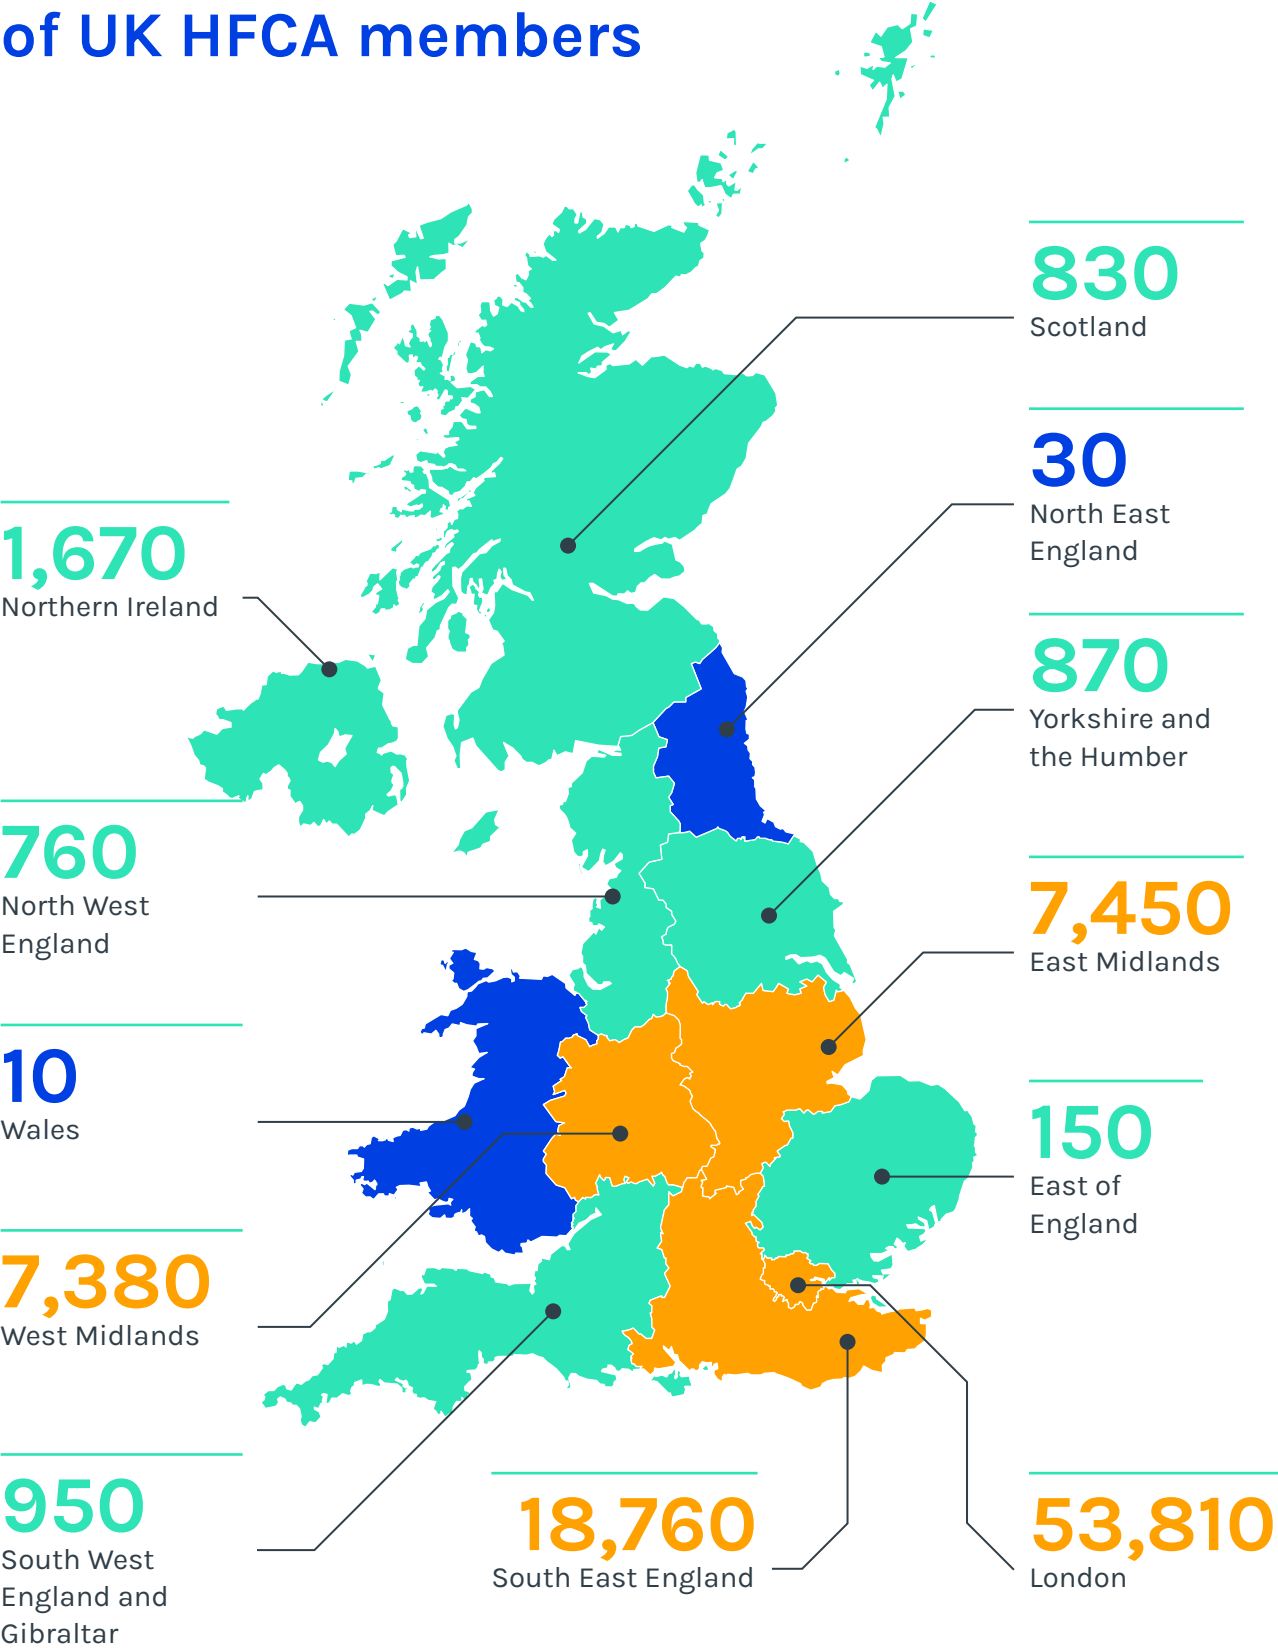 of UK HFCA members
830
Scotland
30
North East
England
1,670
Northern Ireland
870
Yorkshire and
the Humber
760
North West
England
7,450
East Midlands
10
Wales
150
East of
England
7,380
West Midlands
950
South West
England and
Gibraltar
18,760
South East England
53,810
London